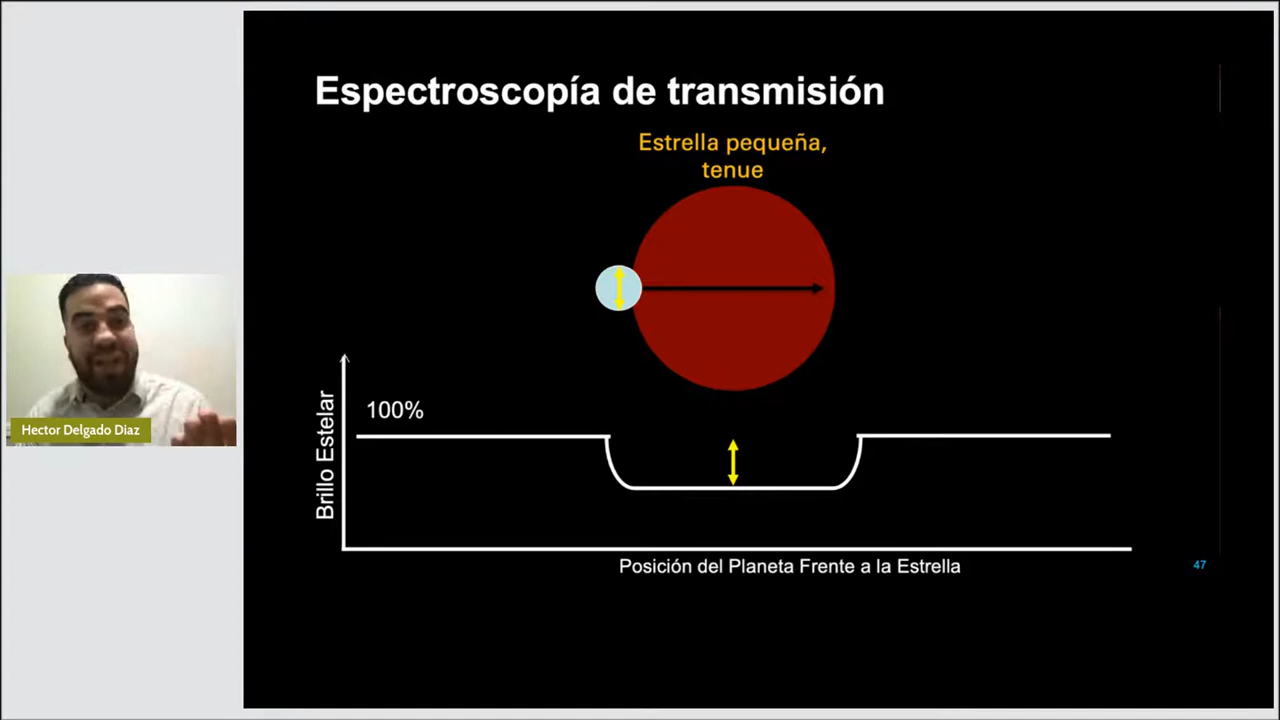 Espectroscopía de transmisión
Estrella pequeña,
tenue
100%
Brillo Estelar
Posición del Planeta Frente a la Estrella
47
Hector Delgado Diaz